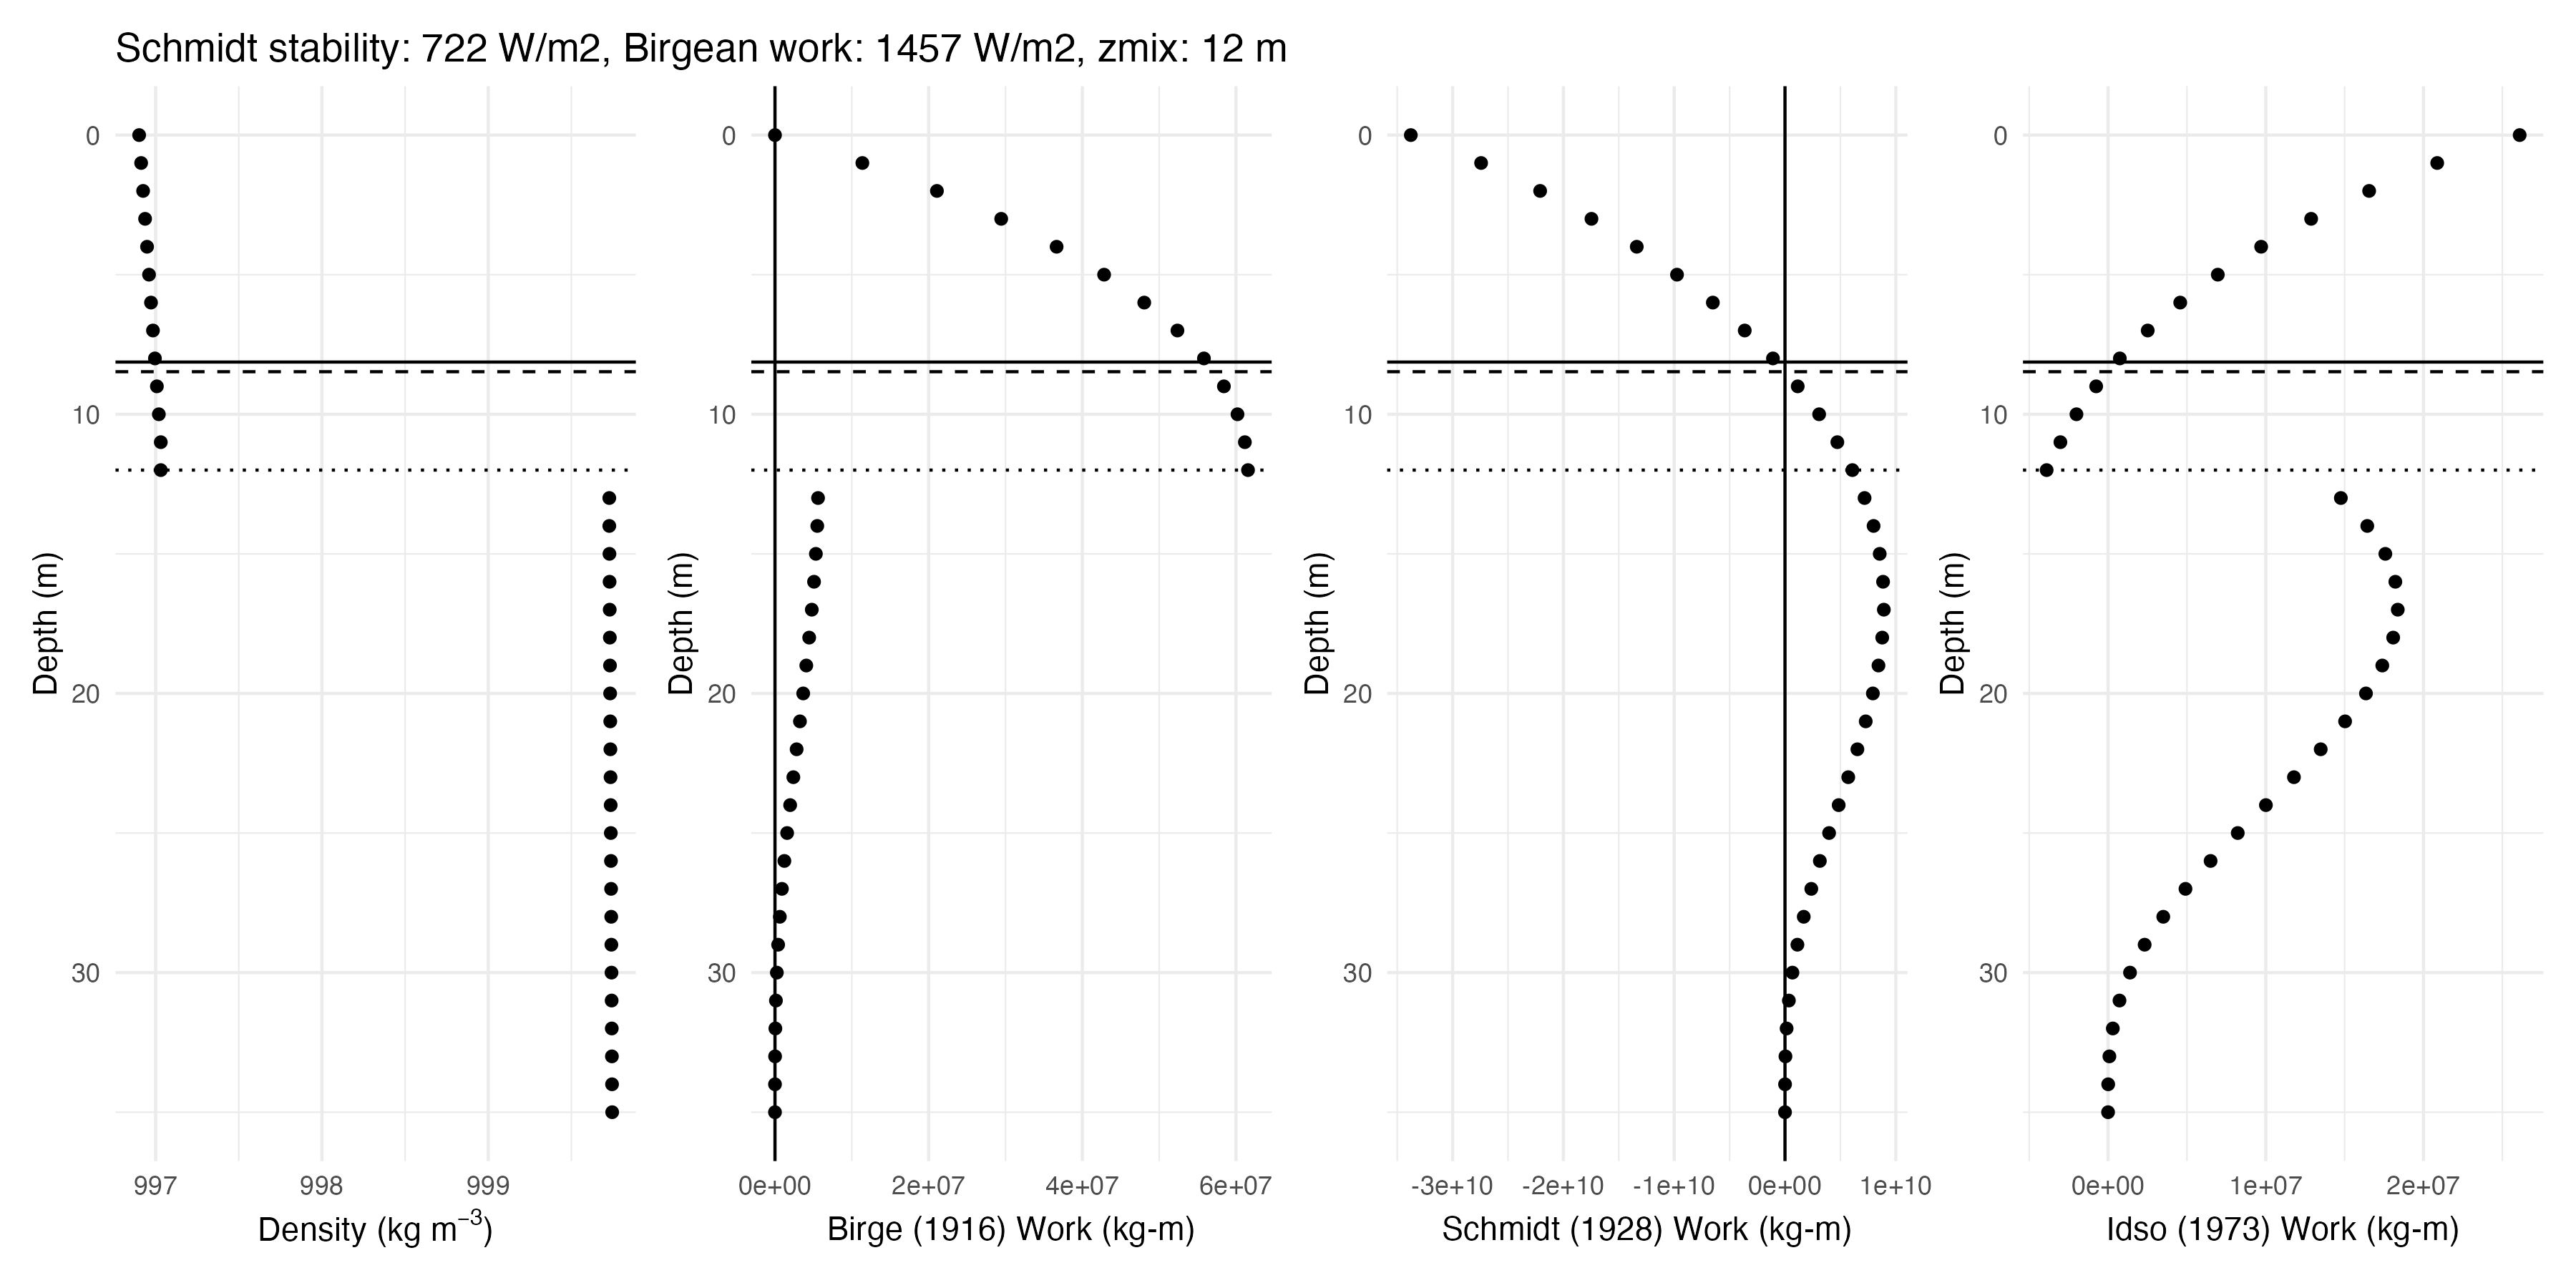 Schmidt stability: 722 W/m2, Birgean work: 1457 W/m2, zmix: 12 m
0
10
20
30
Depth (m)
997 998 999
Density (kg m⁻³)
0
10
20
30
Depth (m)
0e+00 2e+07 4e+07 6e+07
Birge (1916) Work (kg-m)
0
10
20
30
Depth (m)
-3e+10 -2e+10 -1e+10 0e+00 1e+10
Schmidt (1928) Work (kg-m)
0
10
20
30
Depth (m)
0e+00 1e+07 2e+07
Idso (1973) Work (kg-m)